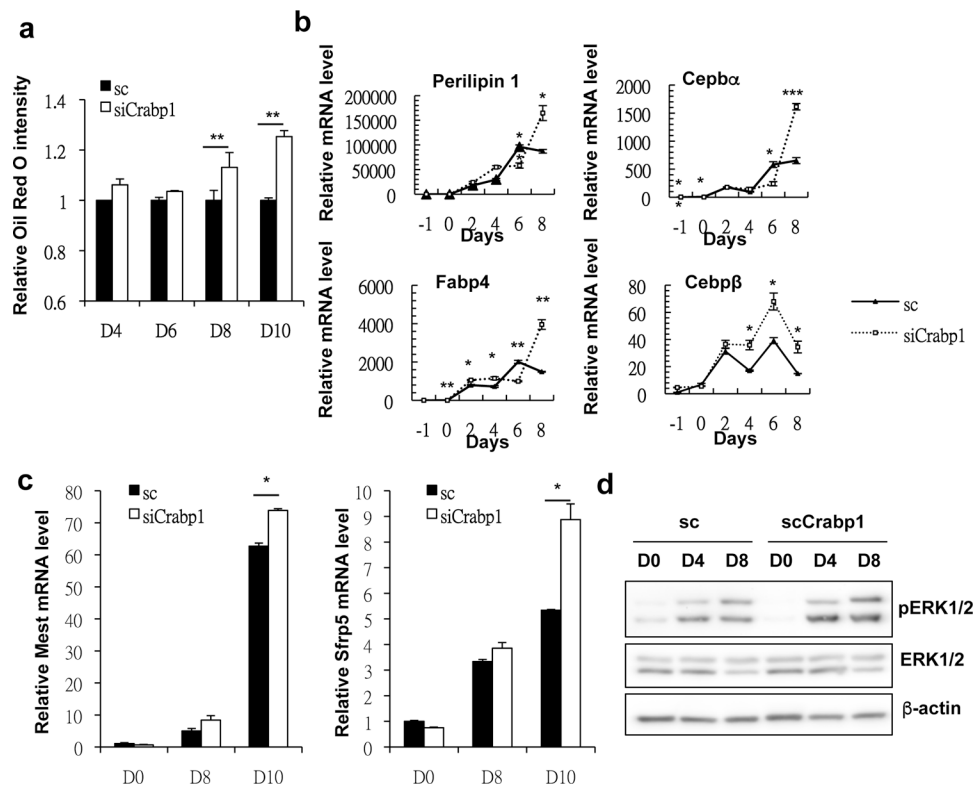 a
sc
siCrabp1
Relative Oil Red O intensity
1.4
1.2
1
0.8
0.6
**
**
D4 D6 D8 D10
b
Perilipin 1
Relative mRNA level
200000
150000
100000
50000
0
*
*
*
-1 0 2 4 6 8
Days
Cepbα
Relative mRNA level
2000
1500
1000
500
0
*
*
*
*
***
-1 0 2 4 6 8
Days
Fabp4
Relative mRNA level
6000
4000
2000
0
**
*
*
**
**
-1 0 2 4 6 8
Days
Cebpβ
Relative mRNA level
80
60
40
20
0
*
*
*
-1 0 2 4 6 8
Days
sc
siCrabp1
c
sc
siCrabp1
Relative Mest mRNA level
80
70
60
50
40
30
20
10
0
*
D0 D8 D10
sc
siCrabp1
Relative Sfrp5 mRNA level
10
9
8
7
6
5
4
3
2
1
0
*
D0 D8 D10
d
sc scCrabp1
D0 D4 D8 D0 D4 D8
pERK1/2
ERK1/2
β-actin